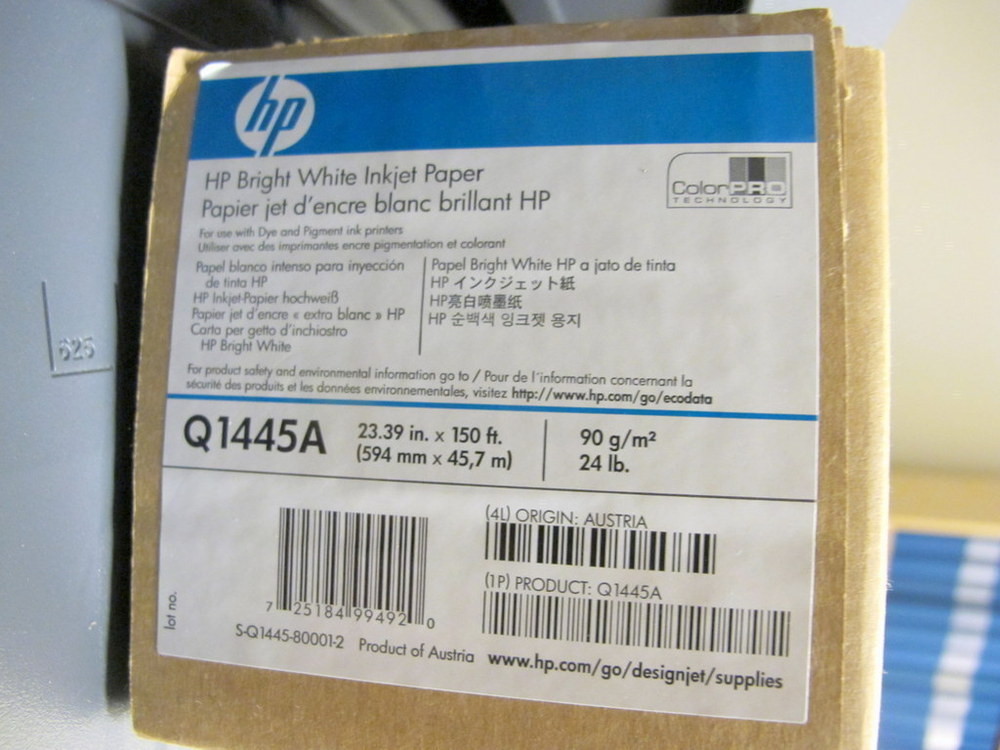 hp
HP Bright White Inkjet Paper
Papier jet d'encre blanc brillant HP
ColorPRO
TECHNOLOGY
For use with Dye and Pigment ink printers
Utiliser avec des imprimantes encre pigmentation et colorant
Papel blanco intenso para inyección
de tinta HP
HP Inkjet-Papier hochweiß
Papier jet d'encre « extra blanc » HP
Carta per getto d'inchiostro
HP Bright White
Papel Bright White HP a jato de tinta
HP インクジェット紙
HP亮白喷墨纸
HP 순백색 잉크젯 용지
For product safety and environmental information go to / Pour de l'information concernant la
sécurité des produits et les données environnementales, visitez http://www.hp.com/go/ecodata
Q1445A
23.39 in. x 150 ft.
(594 mm x 45,7 m)
90 g/m²
24 lb.
(4L) ORIGIN: AUSTRIA
(1P) PRODUCT: Q1445A
7 25184 99492 0
lot no.
S-Q1445-80001-2 Product of Austria
www.hp.com/go/designjet/supplies
625